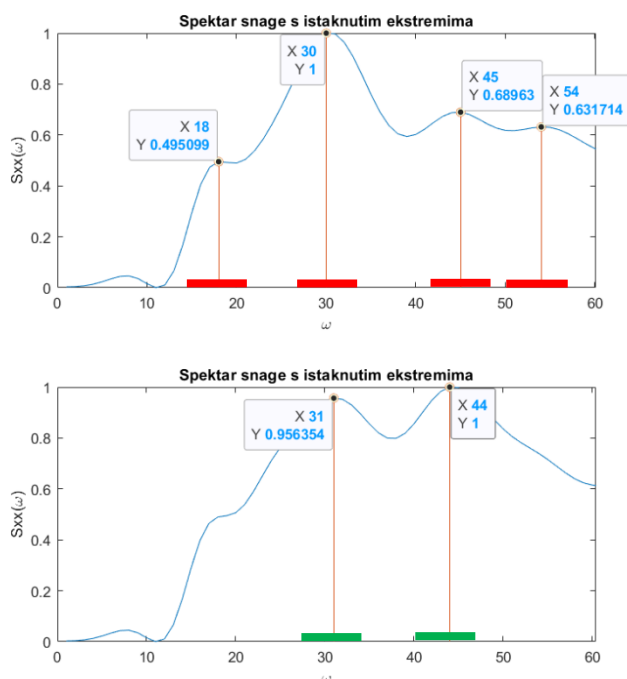 Spektar snage s istaknutim ekstremima
Sxx(ω)
1
0.8
0.6
0.4
0.2
0
X 18
Y 0.495099
X 30
Y 1
X 45
Y 0.68963
X 54
Y 0.631714
0 10 20 30 40 50 60
ω
Spektar snage s istaknutim ekstremima
Sxx(ω)
1
0.8
0.6
0.4
0.2
0
X 31
Y 0.956354
X 44
Y 1
0 10 20 30 40 50 60
ω